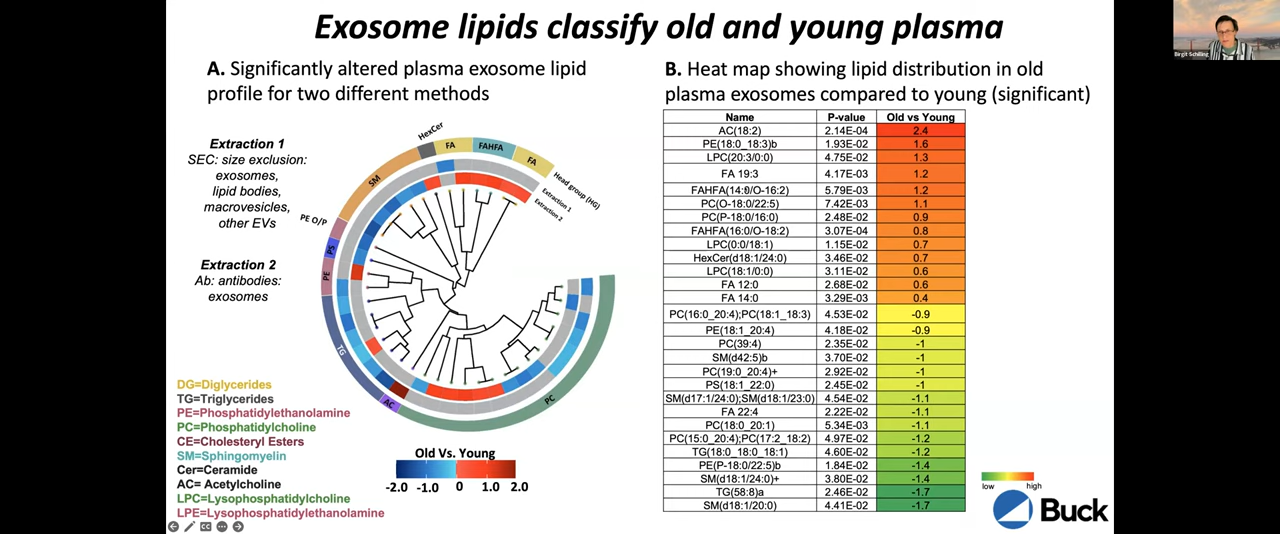 Exosome lipids classify old and young plasma
Birgit Schilling
A. Significantly altered plasma exosome lipid
profile for two different methods
Extraction 1
SEC: size exclusion:
exosomes,
lipid bodies,
macrovesicles,
other EVs
Extraction 2
Ab: antibodies:
exosomes
HexCer
FA
FAHFA
FA
Head group (HG)
Extraction 1
Extraction 2
SM
PE O/P
PS
PE
TG
AC
PC
DG=Diglycerides
TG=Triglycerides
PE=Phosphatidylethanolamine
PC=Phosphatidylcholine
CE=Cholesteryl Esters
SM=Sphingomyelin
Cer=Ceramide
AC= Acetylcholine
LPC=Lysophosphatidylcholine
LPE=Lysophosphatidylethanolamine
Old Vs. Young
-2.0 -1.0 0 1.0 2.0
B. Heat map showing lipid distribution in old
plasma exosomes compared to young (significant)
Name P-value Old vs Young
AC(18:2) 2.14E-04 2.4
PE(18:0_18:3)b 1.93E-02 1.6
LPC(20:3/0:0) 4.75E-02 1.3
FA 19:3 4.17E-03 1.2
FAHFA(14:0/O-16:2) 5.79E-03 1.2
PC(O-18:0/22:5) 7.42E-03 1.1
PC(P-18:0/16:0) 2.48E-02 0.9
FAHFA(16:0/O-18:2) 3.07E-04 0.8
LPC(0:0/18:1) 1.15E-02 0.7
HexCer(d18:1/24:0) 3.46E-02 0.7
LPC(18:1/0:0) 3.11E-02 0.6
FA 12:0 2.68E-02 0.6
FA 14:0 3.29E-03 0.4
PC(16:0_20:4);PC(18:1_18:3) 4.53E-02 -0.9
PE(18:1_20:4) 4.18E-02 -0.9
PC(39:4) 2.35E-02 -1
SM(d42:5)b 3.70E-02 -1
PC(19:0_20:4)+ 2.92E-02 -1
PS(18:1_22:0) 2.45E-02 -1
SM(d17:1/24:0);SM(d18:1/23:0) 4.54E-02 -1.1
FA 22:4 2.22E-02 -1.1
PC(18:0_20:1) 5.34E-03 -1.1
PC(15:0_20:4);PC(17:2_18:2) 4.97E-02 -1.2
TG(18:0_18:0_18:1) 4.60E-02 -1.2
PE(P-18:0/22:5)b 1.84E-02 -1.4
SM(d18:1/24:0)+ 3.80E-02 -1.4
TG(58:8)a 2.46E-02 -1.7
SM(d18:1/20:0) 4.41E-02 -1.7
low high
Buck